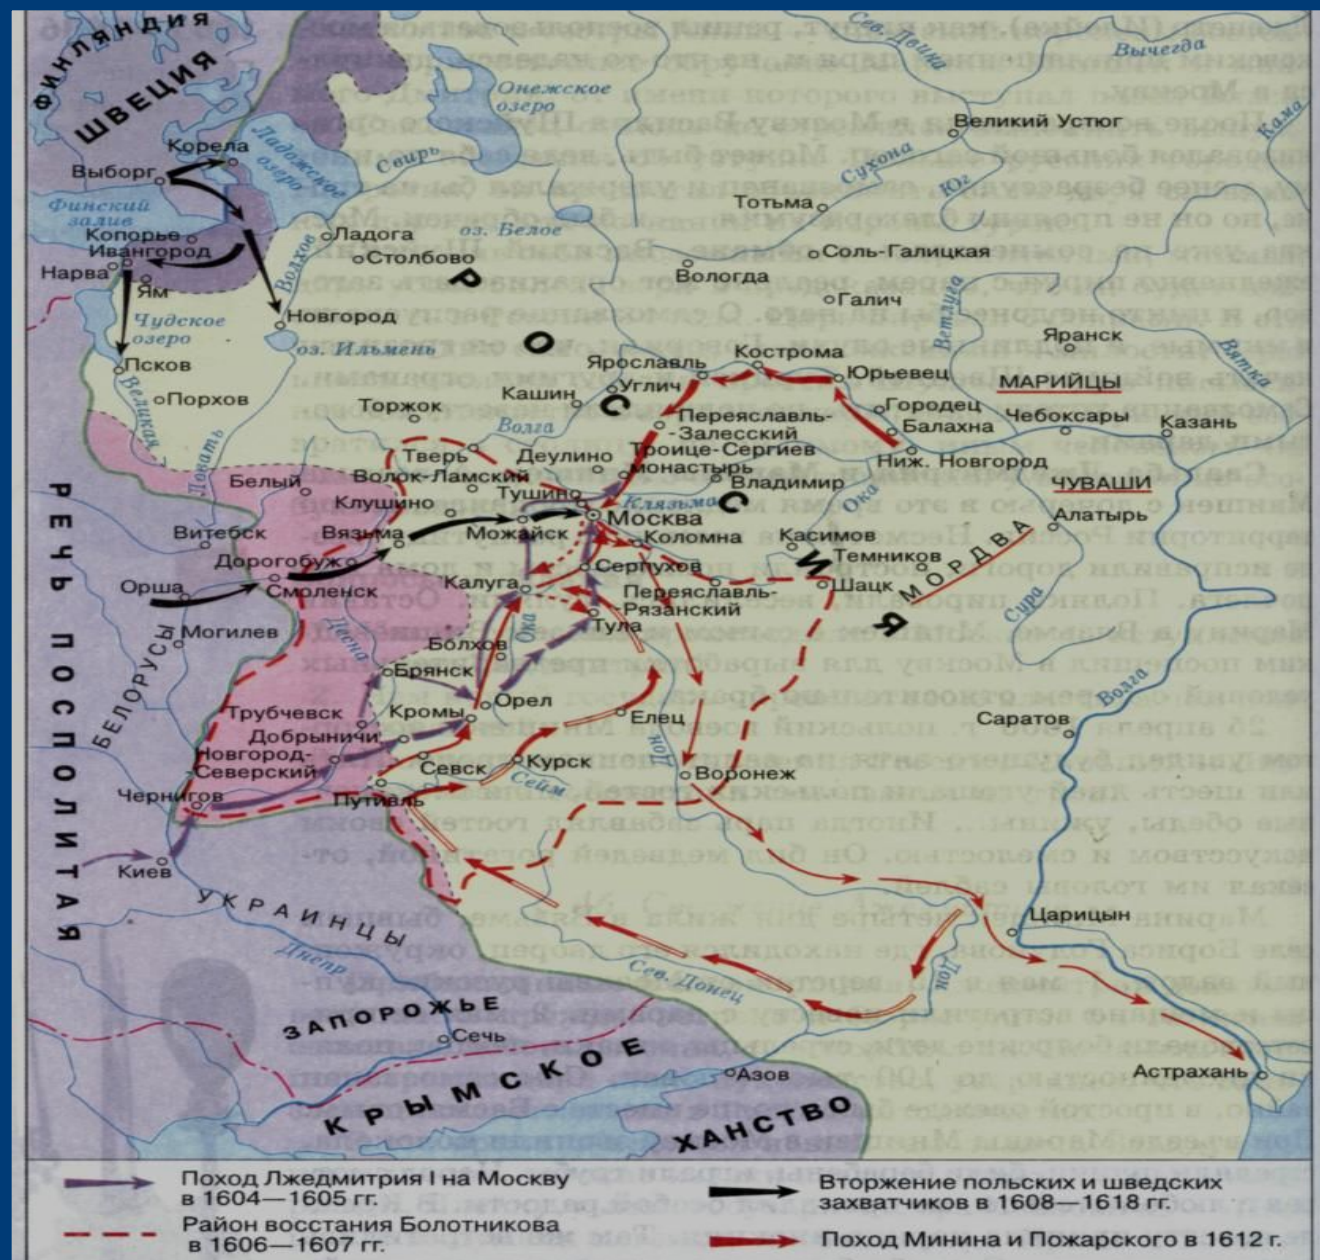 ФИНЛЯНДИЯ
ШВЕЦИЯ
Онежское
озеро
Сев. Двина
Вычегда
Кама
Великий Устюг
Корела
Ладожское
озеро
Свирь
Сухона
Юг
Выборг
Финский
залив
Тотьма
Копорье
Ивангород
Нарва
Ям
Ладога
Столбово
Волхов
оз. Белое
Вологда
Соль-Галицкая
Галич
Ветлуга
Чудское
озеро
Новгород
оз. Ильмень
Псков
Великая
Порхов
Ловать
РОССИЯ
Ярославль
Кострома
Юрьевец
Яранск
Вятка
МАРИЙЦЫ
Углич
Кашин
Торжок
Волга
Городец
Балахна
Чебоксары
Казань
Переяславль-
-Залесский
Тверь
Деулино
Троице-Сергиев
монастырь
Ниж. Новгород
Волок-Ламский
Владимир
ЧУВАШИ
Белый
Клушино
Тушино
Клязьма
Ока
Москва
Алатырь
Витебск
Вязьма
Можайск
Коломна
Касимов
Темников
МОРДВА
Дорогобуж
Серпухов
Шацк
Орша
Смоленск
Калуга
Переяславль-
Рязанский
Сура
Могилев
Десна
Ока
Тула
Болхов
БЕЛОРУСЫ
Брянск
РЕЧЬ ПОСПОЛИТАЯ
Трубчевск
Кромы
Орел
Елец
Волга
Саратов
Добрыничи
Новгород-
-Северский
Севск
Курск
Дон
Воронеж
Чернигов
Путивль
Сейм
Киев
УКРАИНЦЫ
Царицын
Днепр
Сев. Донец
Дон
ЗАПОРОЖЬЕ
Сечь
КРЫМСКОЕ
ХАНСТВО
Азов
Астрахань
Поход Лжедмитрия I на Москву
в 1604—1605 гг.
Район восстания Болотникова
в 1606—1607 гг.
Вторжение польских и шведских
захватчиков в 1608—1618 гг.
Поход Минина и Пожарского в 1612 г.